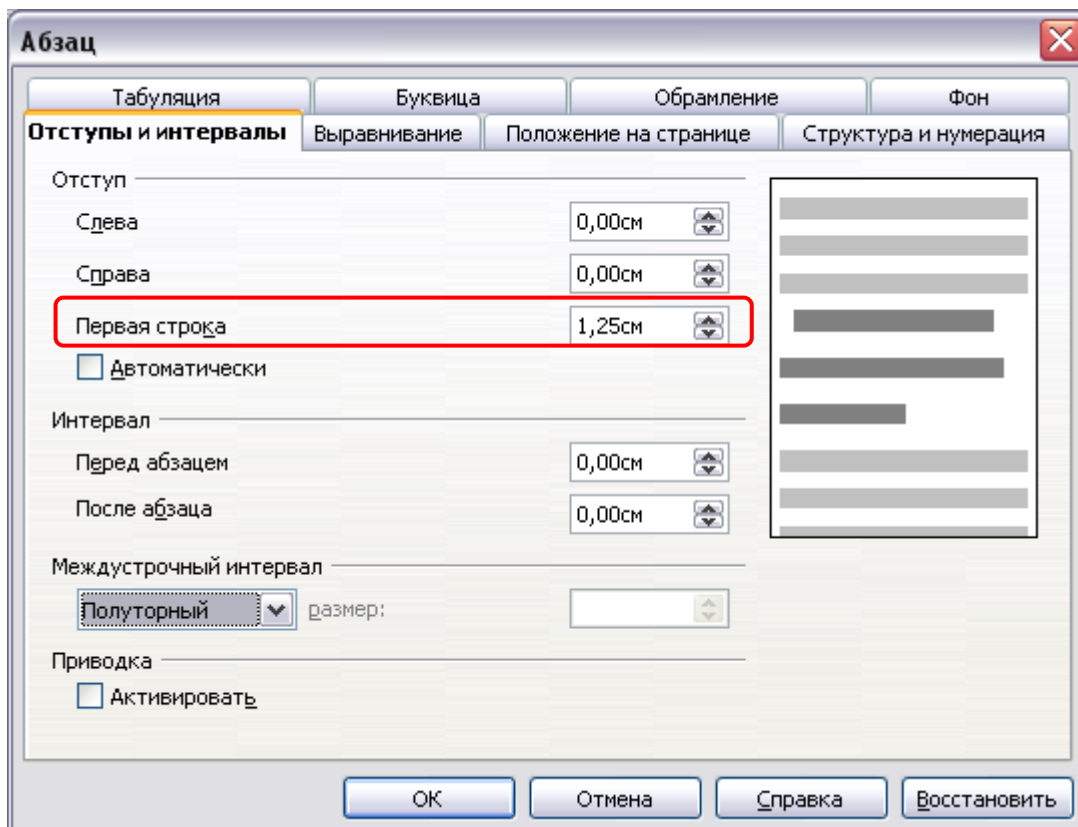 Абзац
Табуляция Буквица Обрамление Фон
Отступы и интервалы Выравнивание Положение на странице Структура и нумерация
Отступ
Слева 0,00см
Справа 0,00см
Первая строка 1,25см
Автоматически
Интервал
Перед абзацем 0,00см
После абзаца 0,00см
Междустрочный интервал
Полуторный размер:
Приводка
Активировать
ОК Отмена Справка Восстановить